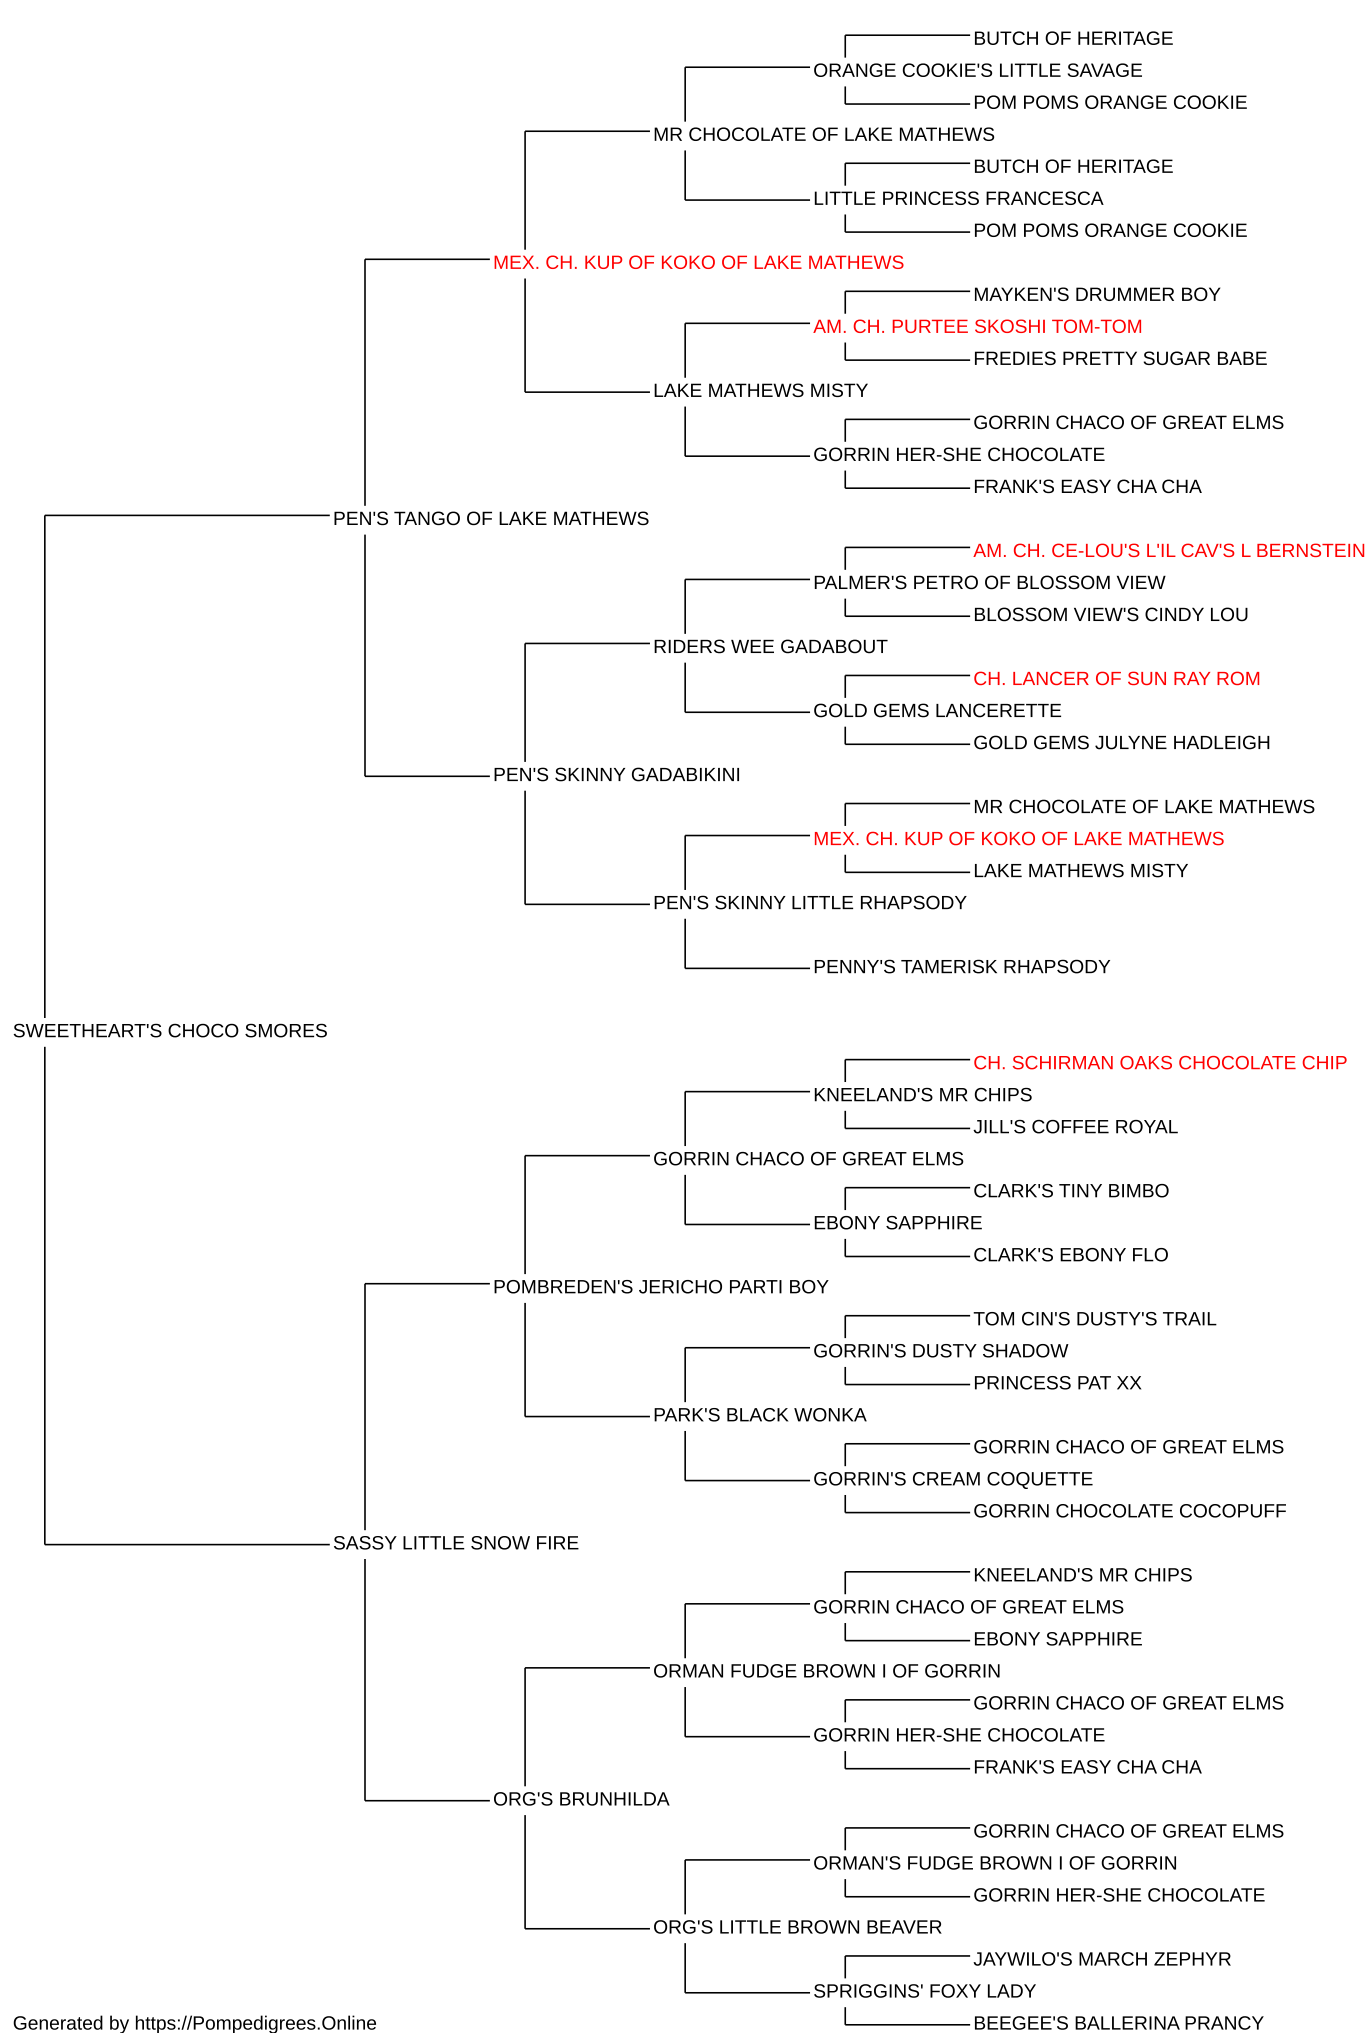 BUTCH OF HERITAGE
ORANGE COOKIE'S LITTLE SAVAGE
POM POMS ORANGE COOKIE
MR CHOCOLATE OF LAKE MATHEWS
BUTCH OF HERITAGE
LITTLE PRINCESS FRANCESCA
POM POMS ORANGE COOKIE
MEX. CH. KUP OF KOKO OF LAKE MATHEWS
MAYKEN'S DRUMMER BOY
AM. CH. PURTEE SKOSHI TOM-TOM
FREDIES PRETTY SUGAR BABE
LAKE MATHEWS MISTY
GORRIN CHACO OF GREAT ELMS
GORRIN HER-SHE CHOCOLATE
FRANK'S EASY CHA CHA
PEN'S TANGO OF LAKE MATHEWS
AM. CH. CE-LOU'S L'IL CAV'S L BERNSTEIN
PALMER'S PETRO OF BLOSSOM VIEW
BLOSSOM VIEW'S CINDY LOU
RIDERS WEE GADABOUT
CH. LANCER OF SUN RAY ROM
GOLD GEMS LANCERETTE
GOLD GEMS JULYNE HADLEIGH
PEN'S SKINNY GADABIKINI
MR CHOCOLATE OF LAKE MATHEWS
MEX. CH. KUP OF KOKO OF LAKE MATHEWS
LAKE MATHEWS MISTY
PEN'S SKINNY LITTLE RHAPSODY
PENNY'S TAMERISK RHAPSODY
SWEETHEART'S CHOCO SMORES
CH. SCHIRMAN OAKS CHOCOLATE CHIP
KNEELAND'S MR CHIPS
JILL'S COFFEE ROYAL
GORRIN CHACO OF GREAT ELMS
CLARK'S TINY BIMBO
EBONY SAPPHIRE
CLARK'S EBONY FLO
POMBREDEN'S JERICHO PARTI BOY
TOM CIN'S DUSTY'S TRAIL
GORRIN'S DUSTY SHADOW
PRINCESS PAT XX
PARK'S BLACK WONKA
GORRIN CHACO OF GREAT ELMS
GORRIN'S CREAM COQUETTE
GORRIN CHOCOLATE COCOPUFF
SASSY LITTLE SNOW FIRE
KNEELAND'S MR CHIPS
GORRIN CHACO OF GREAT ELMS
EBONY SAPPHIRE
ORMAN FUDGE BROWN I OF GORRIN
GORRIN CHACO OF GREAT ELMS
GORRIN HER-SHE CHOCOLATE
FRANK'S EASY CHA CHA
ORG'S BRUNHILDA
GORRIN CHACO OF GREAT ELMS
ORMAN'S FUDGE BROWN I OF GORRIN
GORRIN HER-SHE CHOCOLATE
ORG'S LITTLE BROWN BEAVER
JAYWILO'S MARCH ZEPHYR
SPRIGGINS' FOXY LADY
BEEGEE'S BALLERINA PRANCY
Generated by https://Pompedigrees.Online